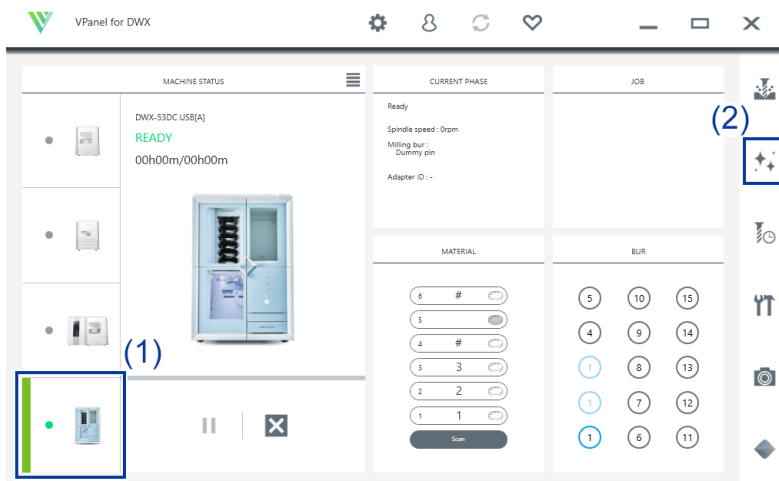 VPanel for DWX
MACHINE STATUS
CURRENT PHASE
JOB
(2)
DWX-53DC USB[A]
READY
00h00m/00h00m
Ready
Spindle speed : 0rpm
Milling bur :
Dummy pin
Adapter ID : -
(1)
MATERIAL
6 #
5
4 #
3 3
2 2
1 1
Scan
BUR
5 10 15
4 9 14
1 8 13
1 7 12
1 6 11